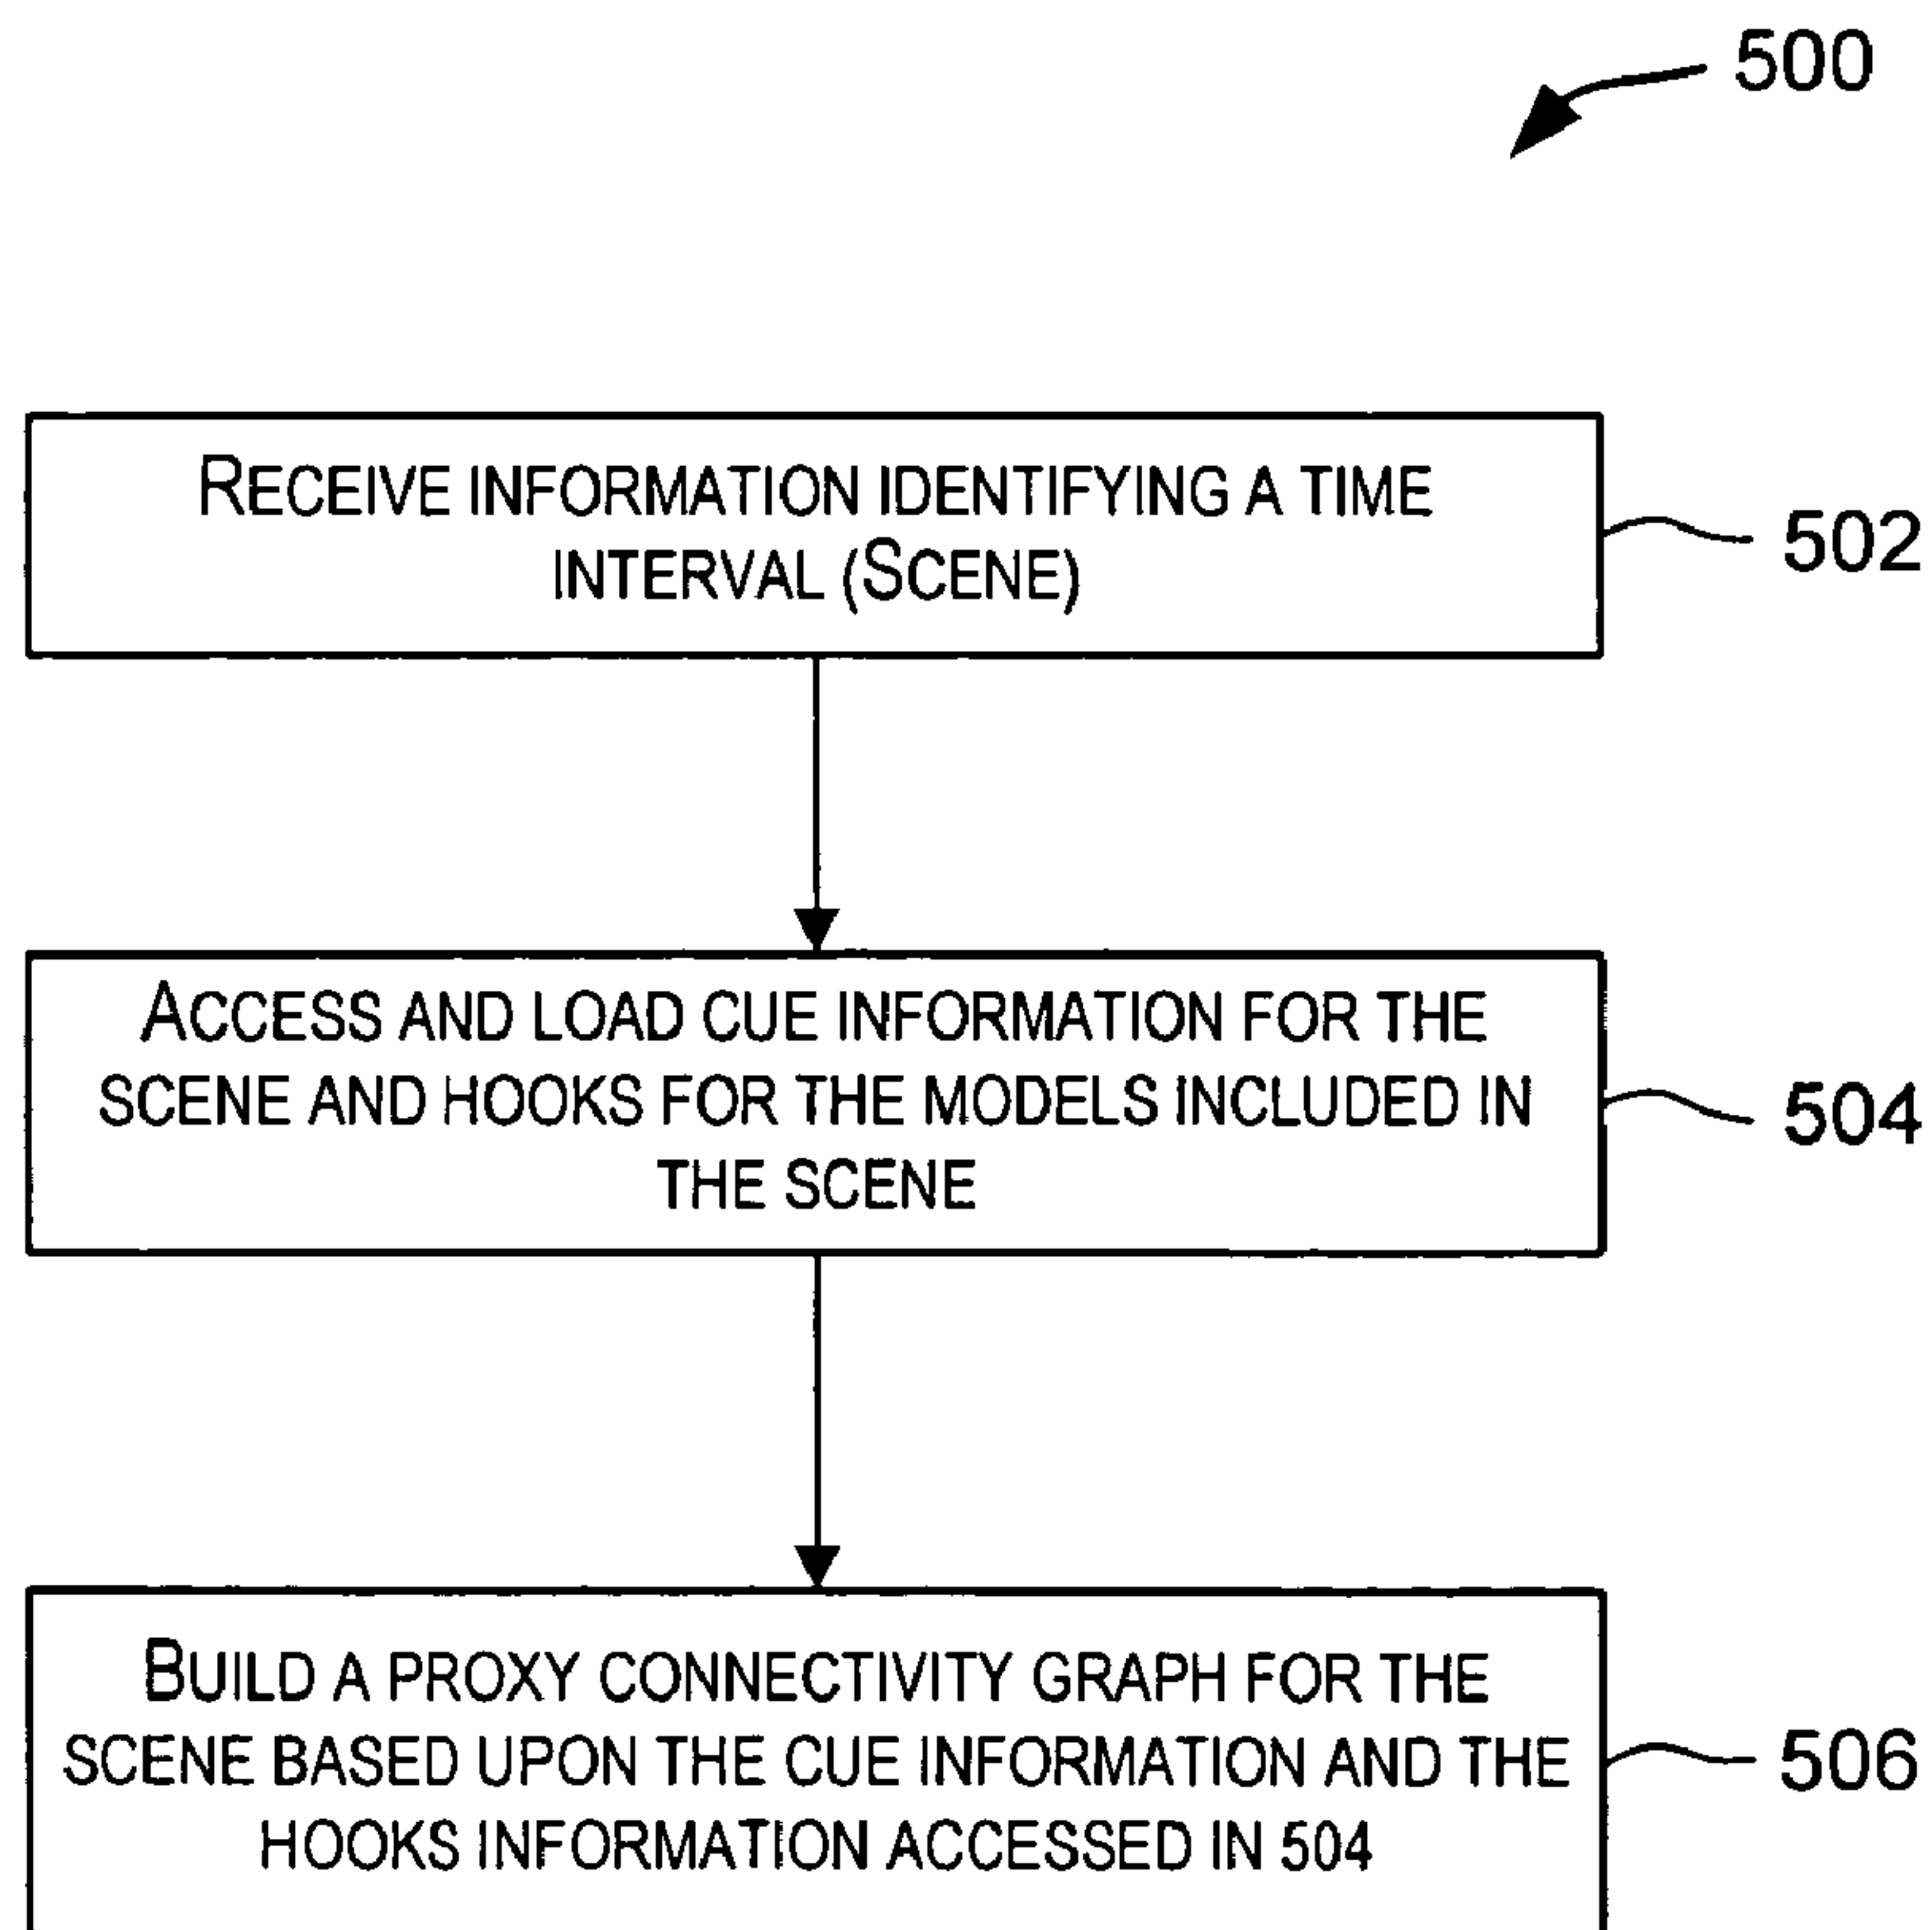 500
RECEIVE INFORMATION IDENTIFYING A TIME
INTERVAL (SCENE)
502
ACCESS AND LOAD CUE INFORMATION FOR THE
SCENE AND HOOKS FOR THE MODELS INCLUDED IN
THE SCENE
504
BUILD A PROXY CONNECTIVITY GRAPH FOR THE
SCENE BASED UPON THE CUE INFORMATION AND THE
HOOKS INFORMATION ACCESSED IN 504
506